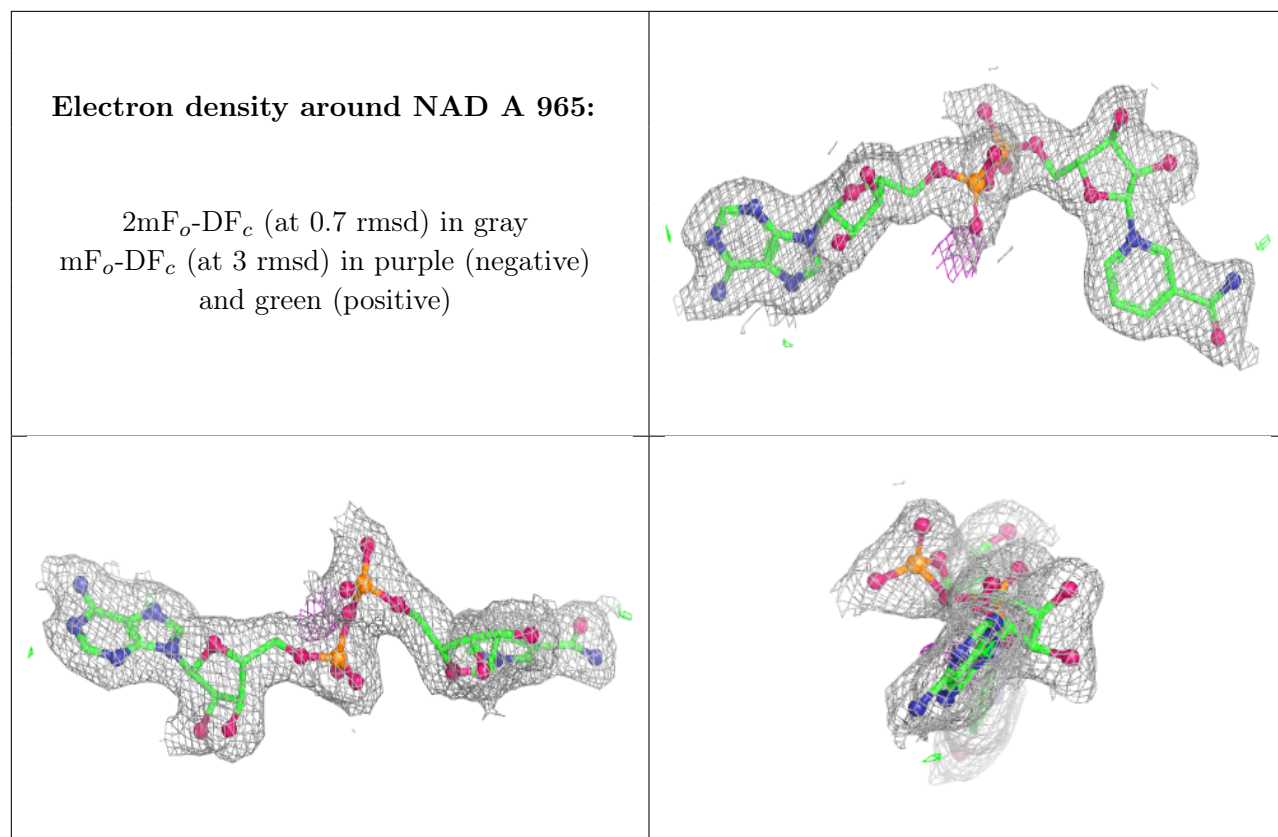 Electron density around NAD A 965:
2mFo-DFc (at 0.7 rmsd) in gray
mFo-DFc (at 3 rmsd) in purple (negative)
and green (positive)